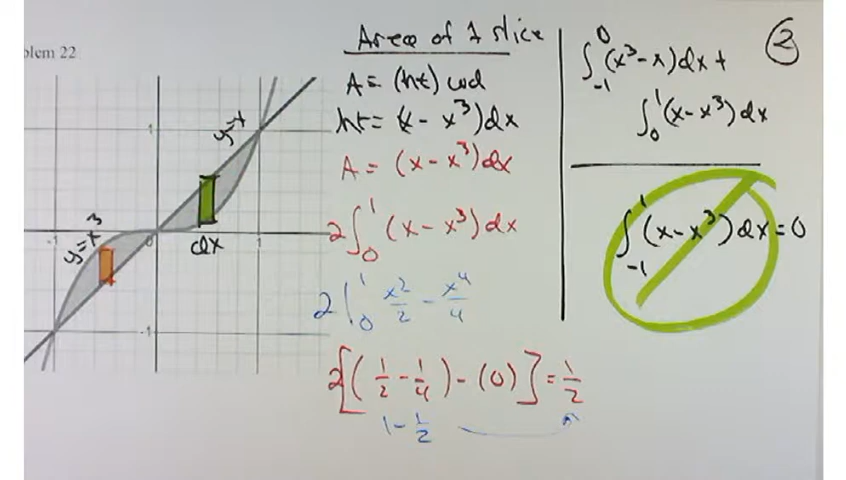 blem 22
1
-1
0
1
-1
y=x
y=x³
dx
Area of 1 slice
A = (ht) wd
ht = (x - x³)dx
A = (x - x³)dx
2∫₀¹ (x - x³)dx
2 |₀¹ x²/2 - x⁴/4
2[(1/2 - 1/4) - (0)] = 1/2
1 - 1/2
2
∫₋₁⁰ (x³ - x)dx +
∫₀¹ (x - x³)dx
∫₋₁¹ (x - x³)dx = 0